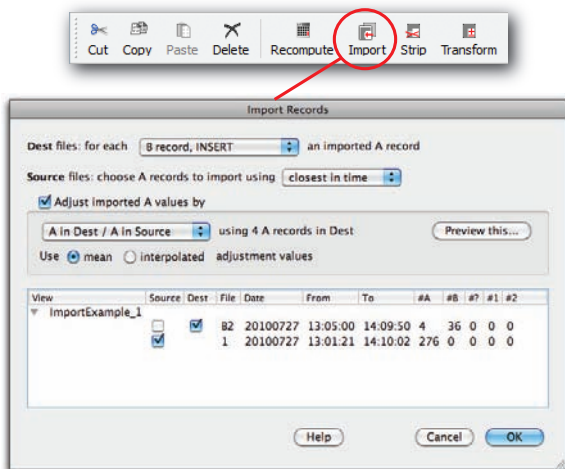 Cut Copy Paste Delete Recompute Import Strip Transform
Import Records
Dest files: for each B record, INSERT an imported A record
Source files: choose A records to import using closest in time
Adjust imported A values by
A in Dest / A in Source using 4 A records in Dest Preview this...
Use mean interpolated adjustment values
View Source Dest File Date From To #A #B #? #1 #2
ImportExample_1
B2 20100727 13:05:00 14:09:50 4 36 0 0 0
1 20100727 13:01:21 14:10:02 276 0 0 0 0
Help Cancel OK